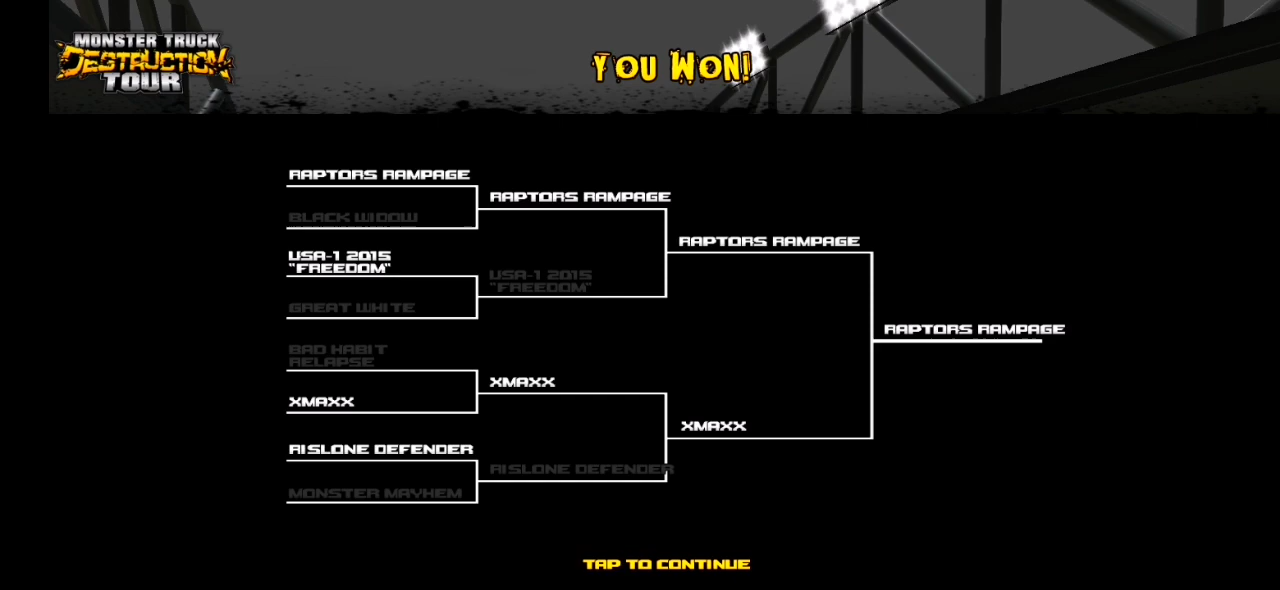 MONSTER TRUCK
DESTRUCTION
TOUR
YOU WON!
RAPTORS RAMPAGE
BLACK WIDOW
USA-1 2015
"FREEDOM"
GREAT WHITE
BAD HABIT
RELAPSE
XMAXX
RISLONE DEFENDER
MONSTER MAYHEM
RAPTORS RAMPAGE
USA-1 2015
"FREEDOM"
XMAXX
RISLONE DEFENDER
RAPTORS RAMPAGE
XMAXX
RAPTORS RAMPAGE
TAP TO CONTINUE